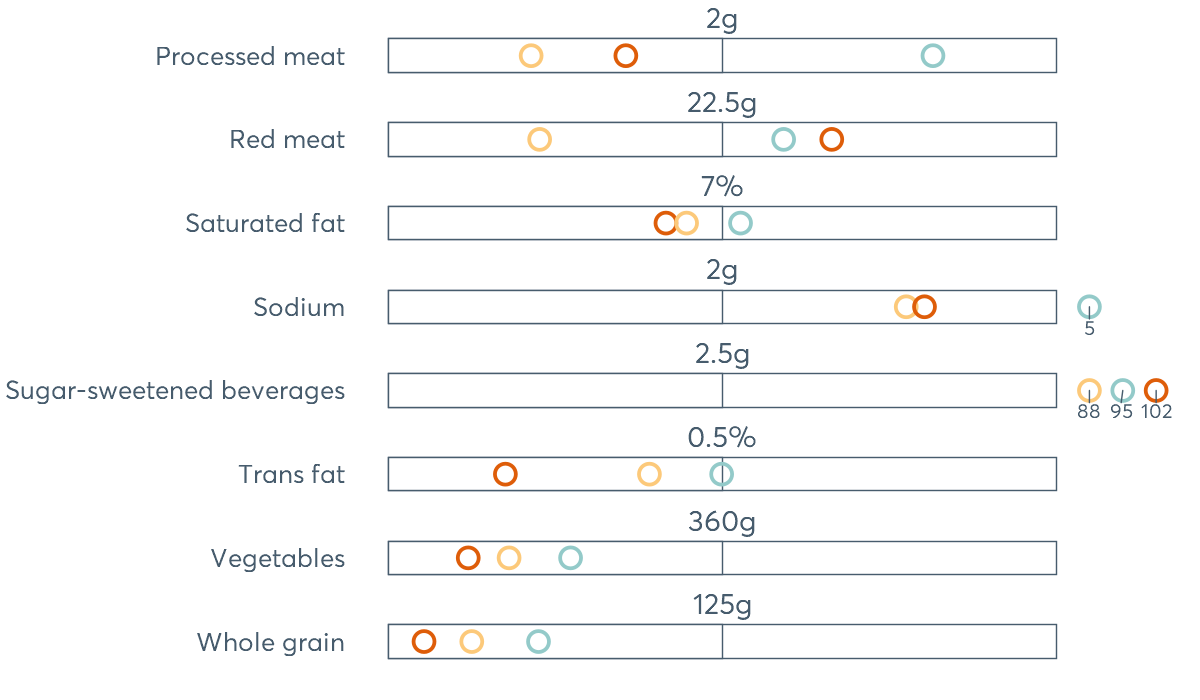 2g
Processed meat
22.5g
Red meat
7%
Saturated fat
2g
Sodium
5
2.5g
Sugar-sweetened beverages
88 95 102
0.5%
Trans fat
360g
Vegetables
125g
Whole grain